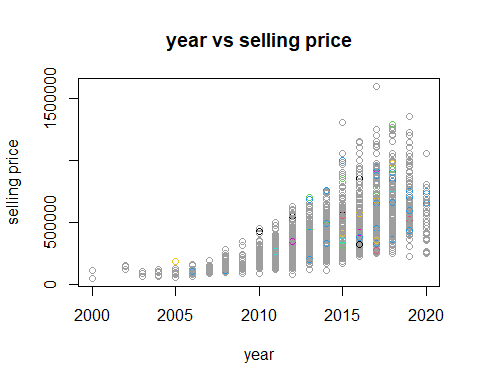 year vs selling price
selling price
1500000
500000
0
2000 2005 2010 2015 2020
year